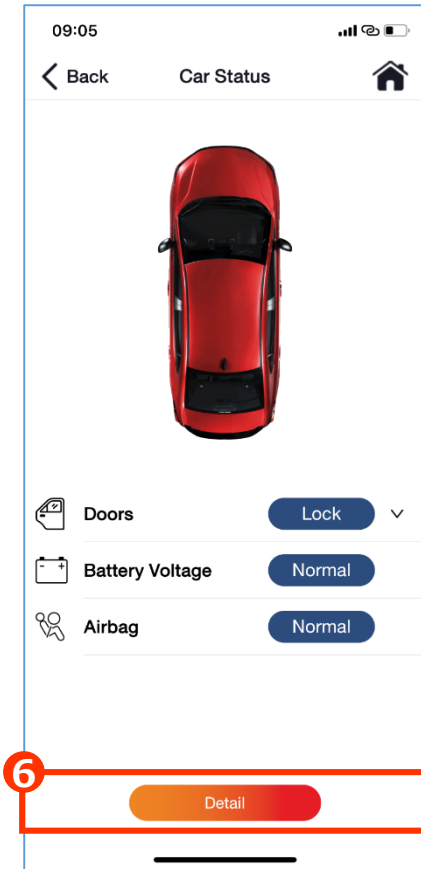 09:05
Back Car Status
Doors Lock
Battery Voltage Normal
Airbag Normal
6
Detail